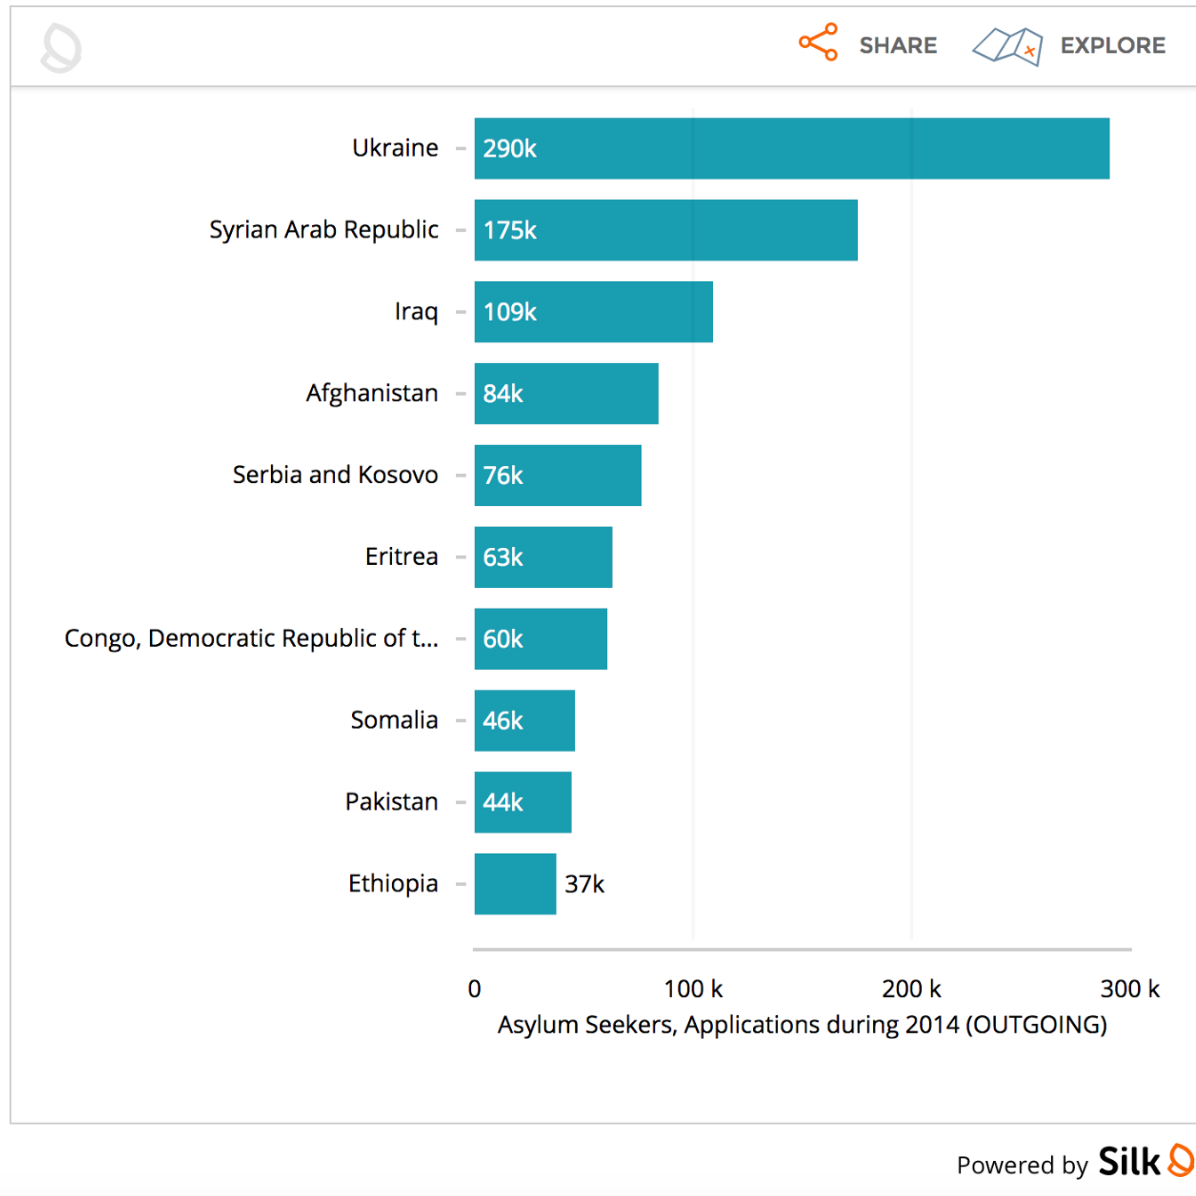 SHARE EXPLORE
Ukraine 290k
Syrian Arab Republic 175k
Iraq 109k
Afghanistan 84k
Serbia and Kosovo 76k
Eritrea 63k
Congo, Democratic Republic of t... 60k
Somalia 46k
Pakistan 44k
Ethiopia 37k
0 100 k 200 k 300 k
Asylum Seekers, Applications during 2014 (OUTGOING)
Powered by Silk